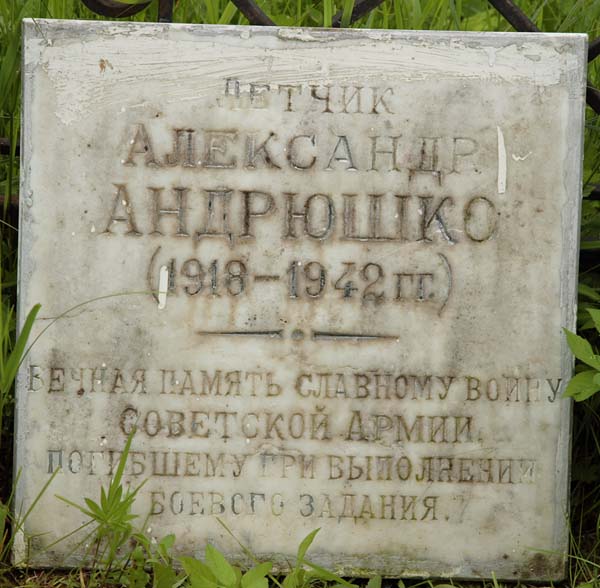 ЛЕТЧИК
АЛЕКСАНДР
АНДРЮШКО
(1918-1942 гг.)
ВЕЧНАЯ ПАМЯТЬ СЛАВНОМУ ВОИНУ
СОВЕТСКОЙ АРМИИ,
ПОГИБШЕМУ ПРИ ВЫПОЛНЕНИИ
БОЕВОГО ЗАДАНИЯ.